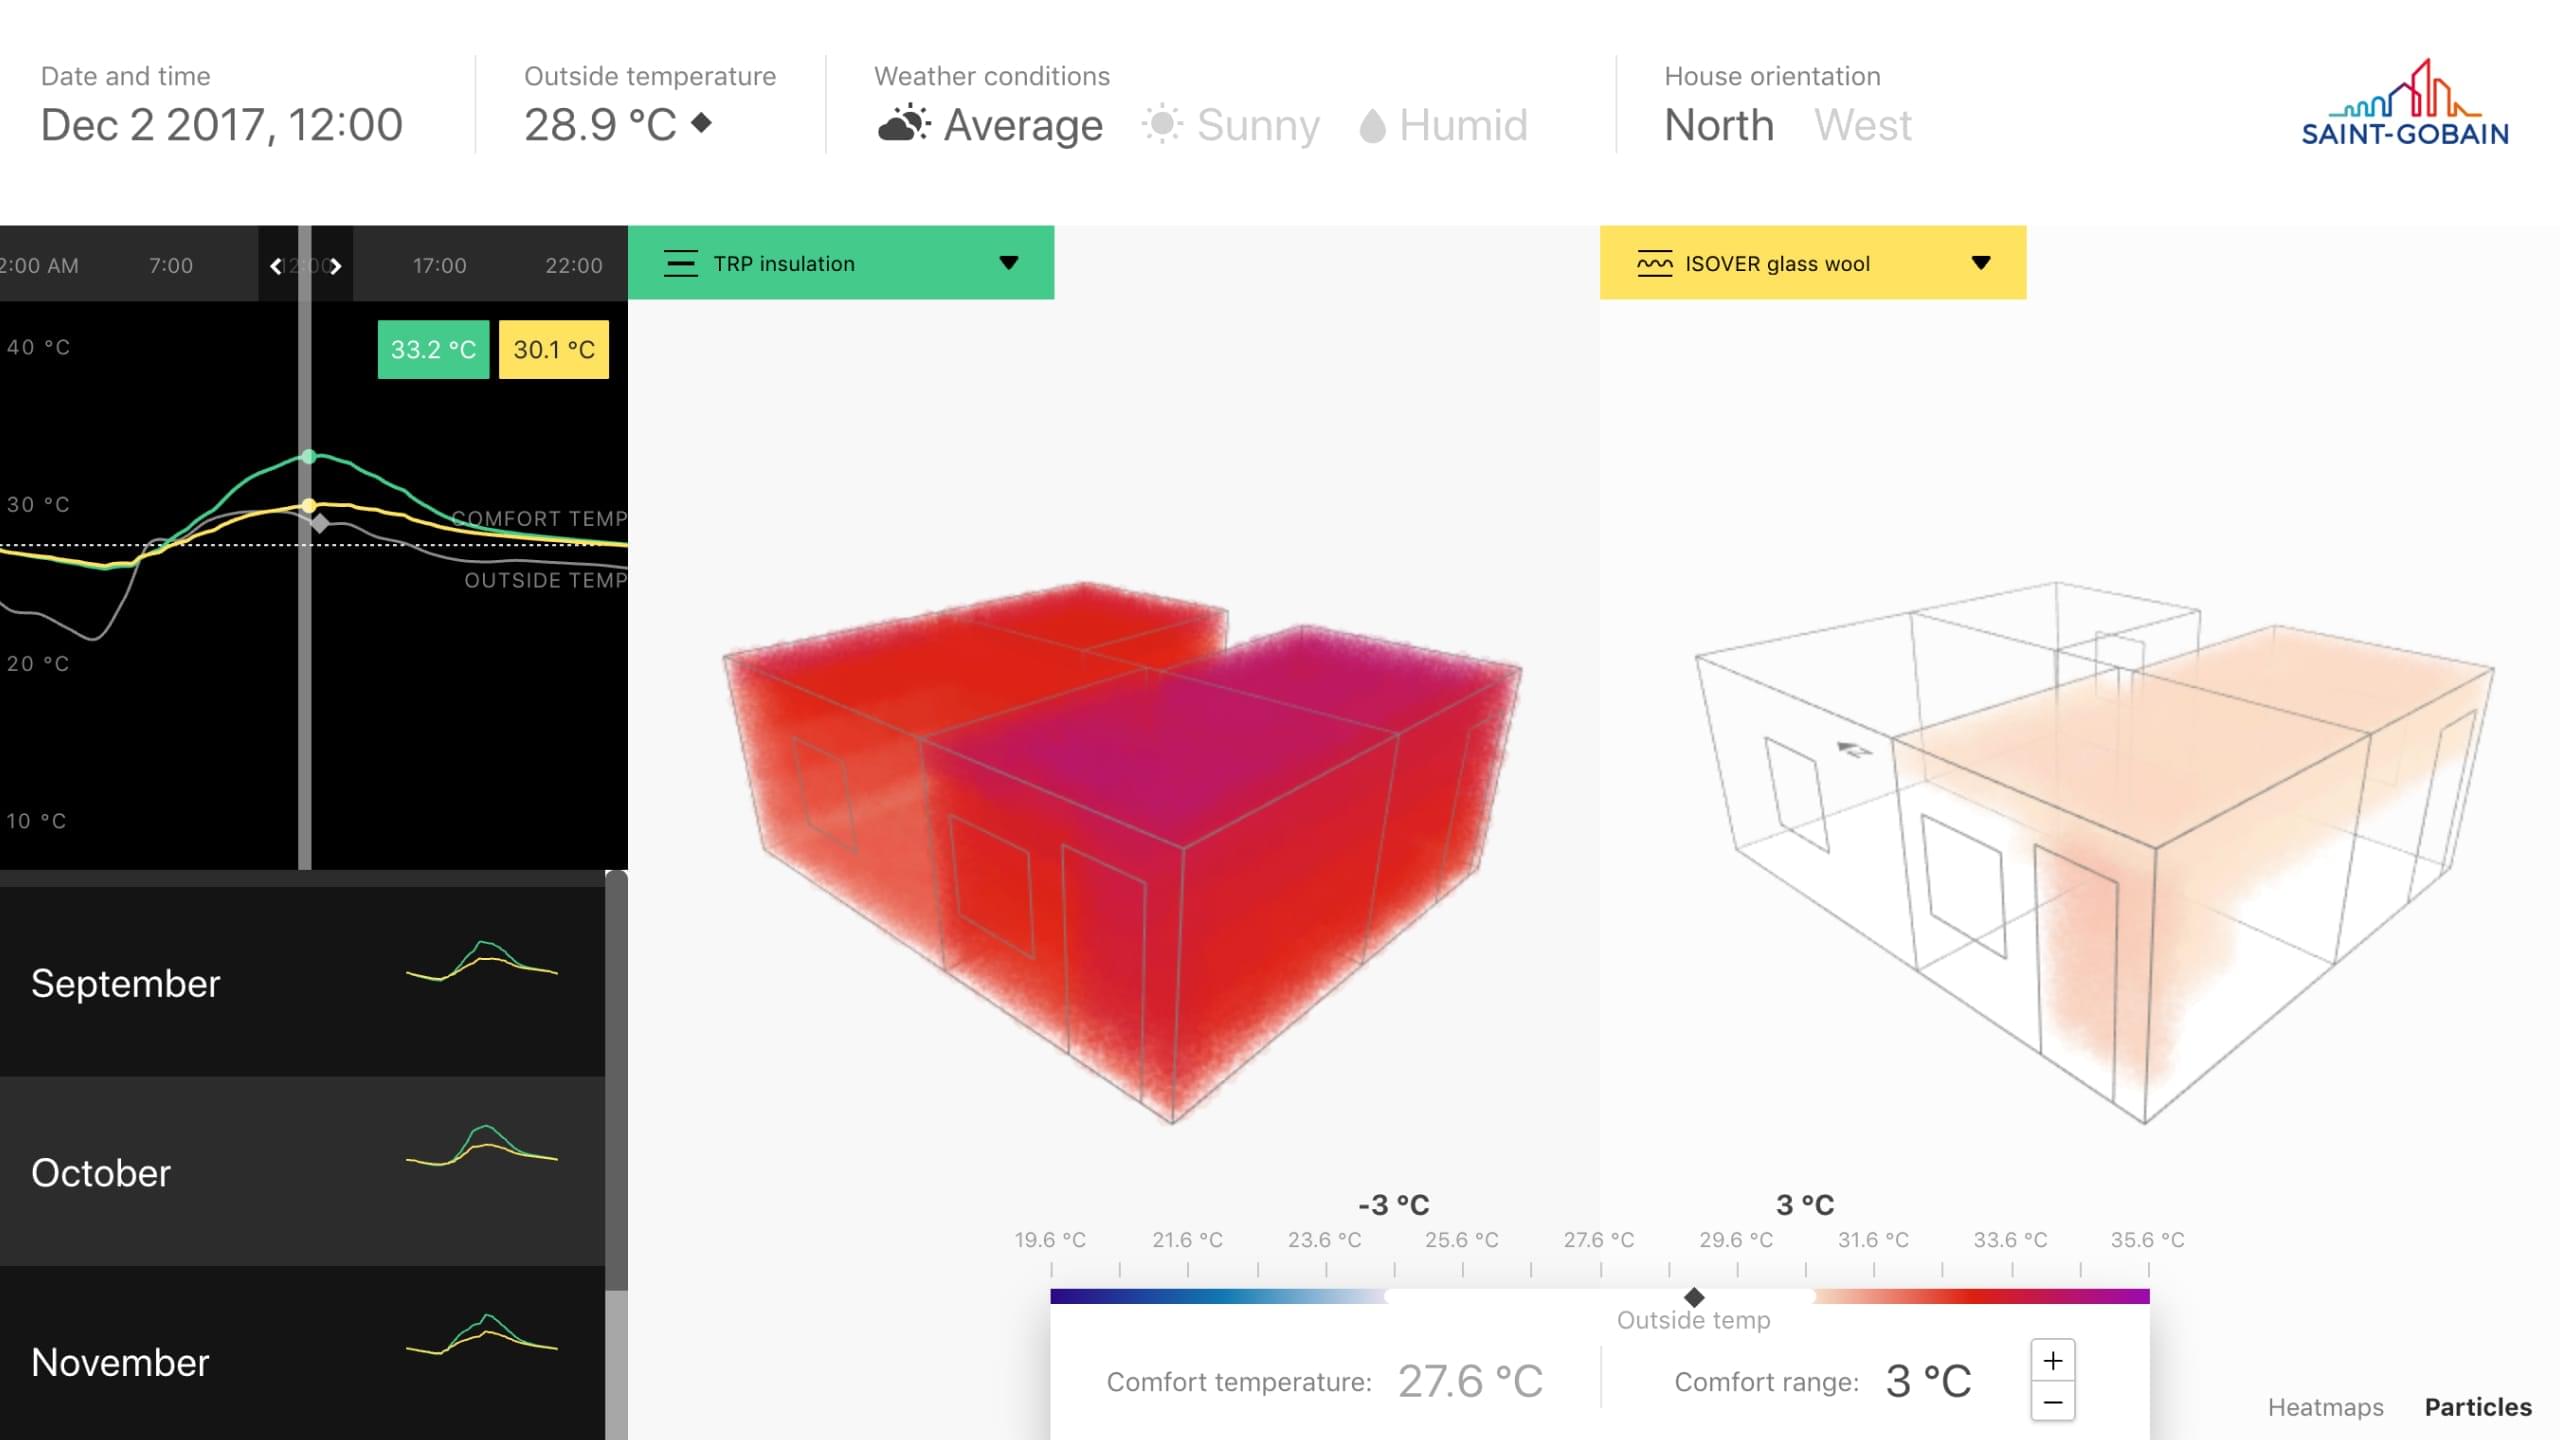 Date and time
Dec 2 2017, 12:00
Outside temperature
28.9 °C
Weather conditions
Average Sunny Humid
House orientation
North West
SAINT-GOBAIN
2:00 AM 7:00 12:00 17:00 22:00
TRP insulation
ISOVER glass wool
33.2 °C 30.1 °C
40 °C
30 °C
COMFORT TEMP
OUTSIDE TEMP
20 °C
10 °C
September
October
November
-3 °C 3 °C
19.6 °C 21.6 °C 23.6 °C 25.6 °C 27.6 °C 29.6 °C 31.6 °C 33.6 °C 35.6 °C
Outside temp
Comfort temperature: 27.6 °C
Comfort range: 3 °C
+
−
Heatmaps Particles